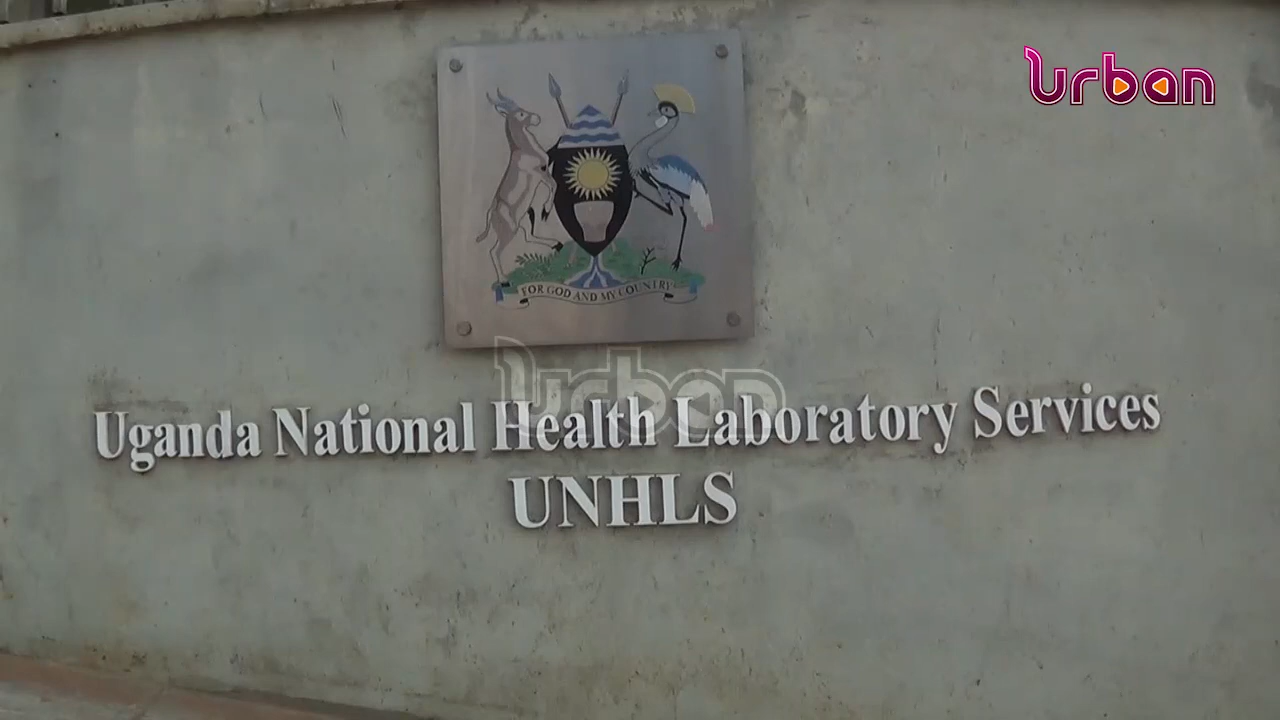 Urban
FOR GOD AND MY COUNTRY
Urban
Uganda National Health Laboratory Services
UNHLS